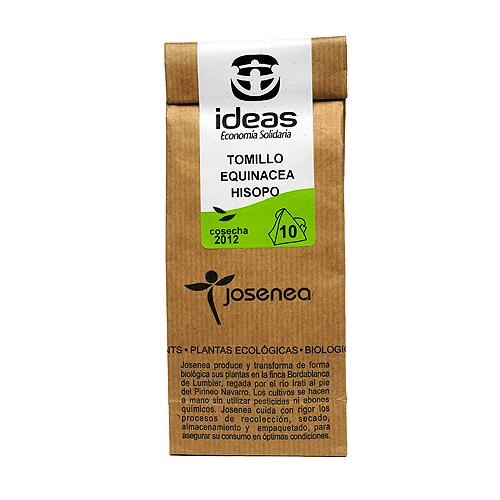 ideas
Economía Solidaria
TOMILLO
EQUINACEA
HISOPO
cosecha
2012
10
josenea
NTS • PLANTAS ECOLÓGICAS • BIOLOGI
Josenea produce y transforma de forma
biológica sus plantas en la finca Bordablanca
de Lumbier, regada por el río Irati al pie
del Pirineo Navarro. Los cultivos se hacen
a mano sin utilizar pesticidas ni abonos
químicos. Josenea cuida con rigor los
procesos de recolección, secado,
almacenamiento y empaquetado, para
asegurar su consumo en óptimas condiciones.